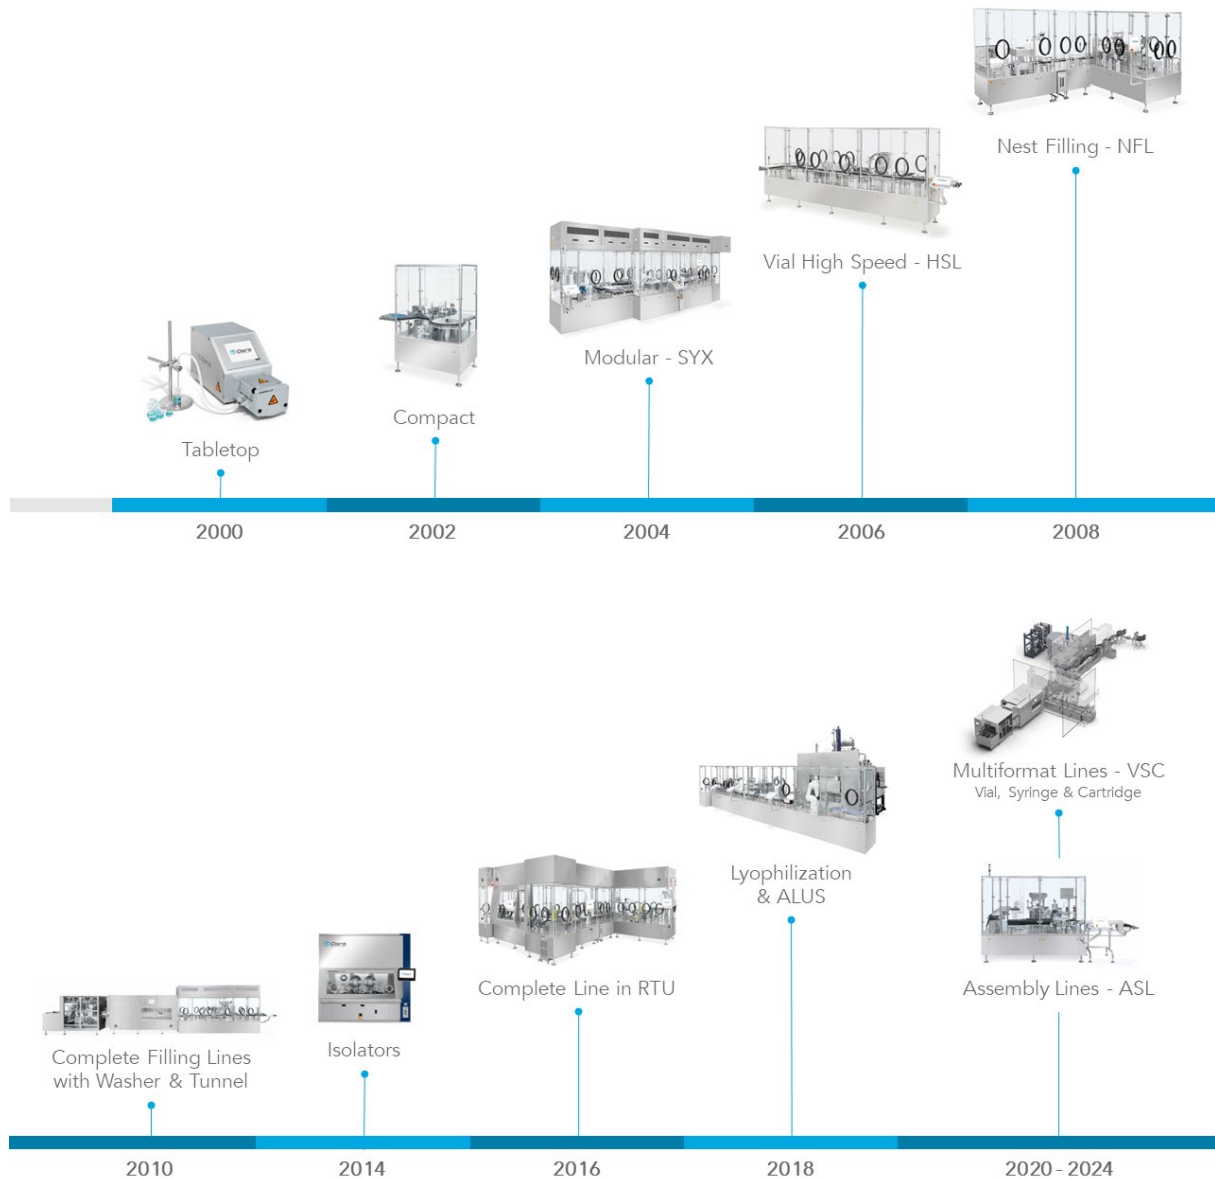 Nest Filling - NFL
Vial High Speed - HSL
Modular - SYX
Dara
Compact
Tabletop
2000
2002
2004
2006
2008
Multiformat Lines - VSC
Vial, Syringe & Cartridge
Lyophilization
& ALUS
Dara
Complete Line in RTU
Assembly Lines - ASL
Isolators
Complete Filling Lines
with Washer & Tunnel
2010
2014
2016
2018
2020 - 2024